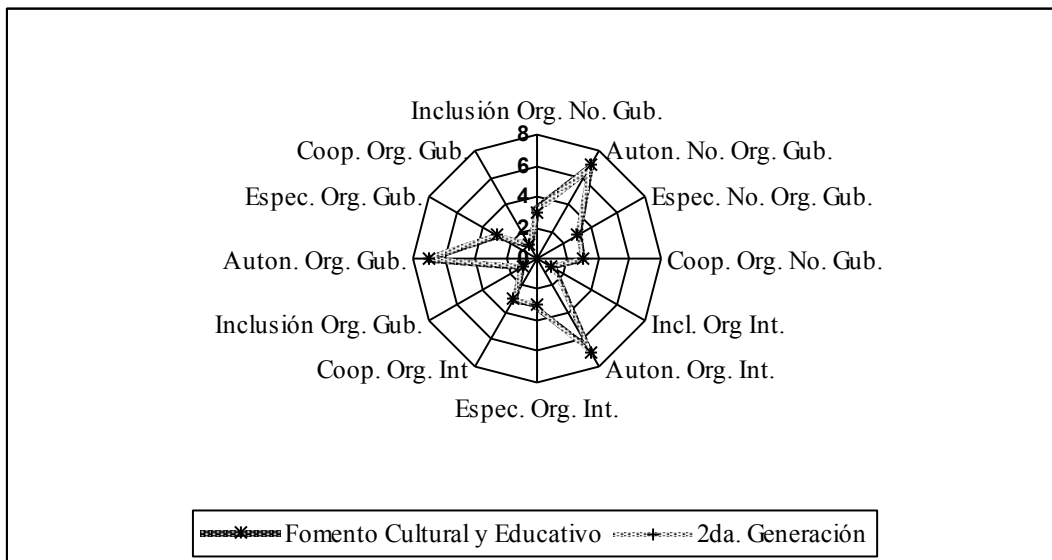 Inclusión Org. No. Gub.
8
Coop. Org. Gub.
Auton. No. Org. Gub.
6
Espec. Org. Gub.
4
Espec. No. Org. Gub.
2
Auton. Org. Gub.
0
Coop. Org. No. Gub.
Inclusión Org. Gub.
Incl. Org Int.
Coop. Org. Int
Auton. Org. Int.
Espec. Org. Int.
Fomento Cultural y Educativo
2da. Generación